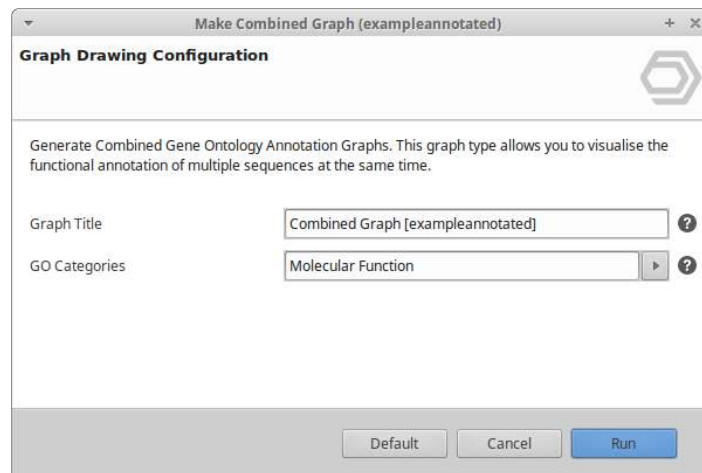 Make Combined Graph (exampleannotated)
Graph Drawing Configuration
Generate Combined Gene Ontology Annotation Graphs. This graph type allows you to visualise the
functional annotation of multiple sequences at the same time.
Graph Title Combined Graph [exampleannotated]
GO Categories Molecular Function
Default Cancel Run